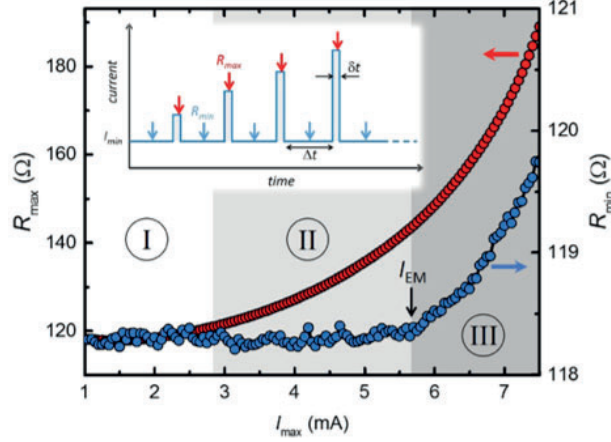 R_max (Ω)
180
160
140
120
current
I_min
R_max
R_min
δt
Δt
time
I
II
III
I_EM
121
120
119
118
R_min (Ω)
1
2
3
4
5
6
7
I_max (mA)